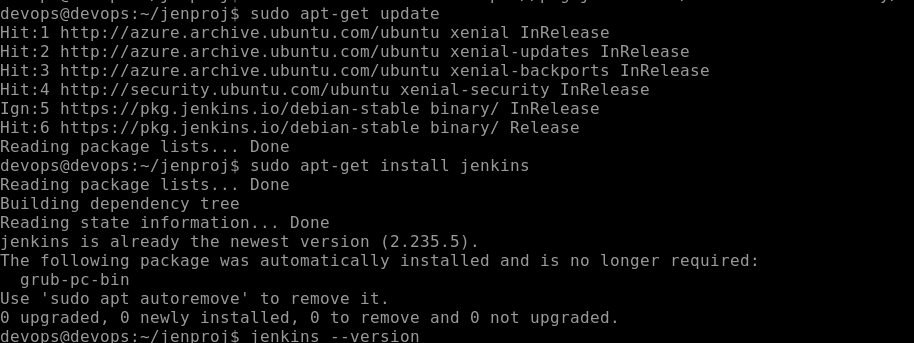 devops@devops:~/jenproj$ sudo apt-get update
Hit:1 http://azure.archive.ubuntu.com/ubuntu xenial InRelease
Hit:2 http://azure.archive.ubuntu.com/ubuntu xenial-updates InRelease
Hit:3 http://azure.archive.ubuntu.com/ubuntu xenial-backports InRelease
Hit:4 http://security.ubuntu.com/ubuntu xenial-security InRelease
Ign:5 https://pkg.jenkins.io/debian-stable binary/ InRelease
Hit:6 https://pkg.jenkins.io/debian-stable binary/ Release
Reading package lists... Done
devops@devops:~/jenproj$ sudo apt-get install jenkins
Reading package lists... Done
Building dependency tree
Reading state information... Done
jenkins is already the newest version (2.235.5).
The following package was automatically installed and is no longer required:
  grub-pc-bin
Use 'sudo apt autoremove' to remove it.
0 upgraded, 0 newly installed, 0 to remove and 0 not upgraded.
devops@devops:~/jenproj$ jenkins --version